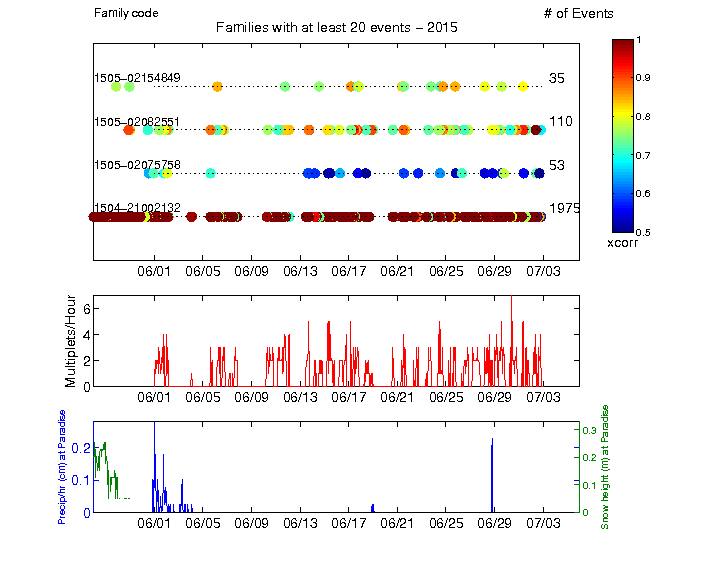 Family code
# of Events
Families with at least 20 events − 2015
1505−02154849
35
1505−02082551
110
1505−02075758
53
1504−21002132
1975
1
0.9
0.8
0.7
0.6
0.5
xcorr
06/01 06/05 06/09 06/13 06/17 06/21 06/25 06/29 07/03
Multiplets/Hour
6
4
2
0
06/01 06/05 06/09 06/13 06/17 06/21 06/25 06/29 07/03
Precip/hr (cm) at Paradise
0.2
0.1
0
0.3
0.2
0.1
0
Snow height (m) at Paradise
06/01 06/05 06/09 06/13 06/17 06/21 06/25 06/29 07/03